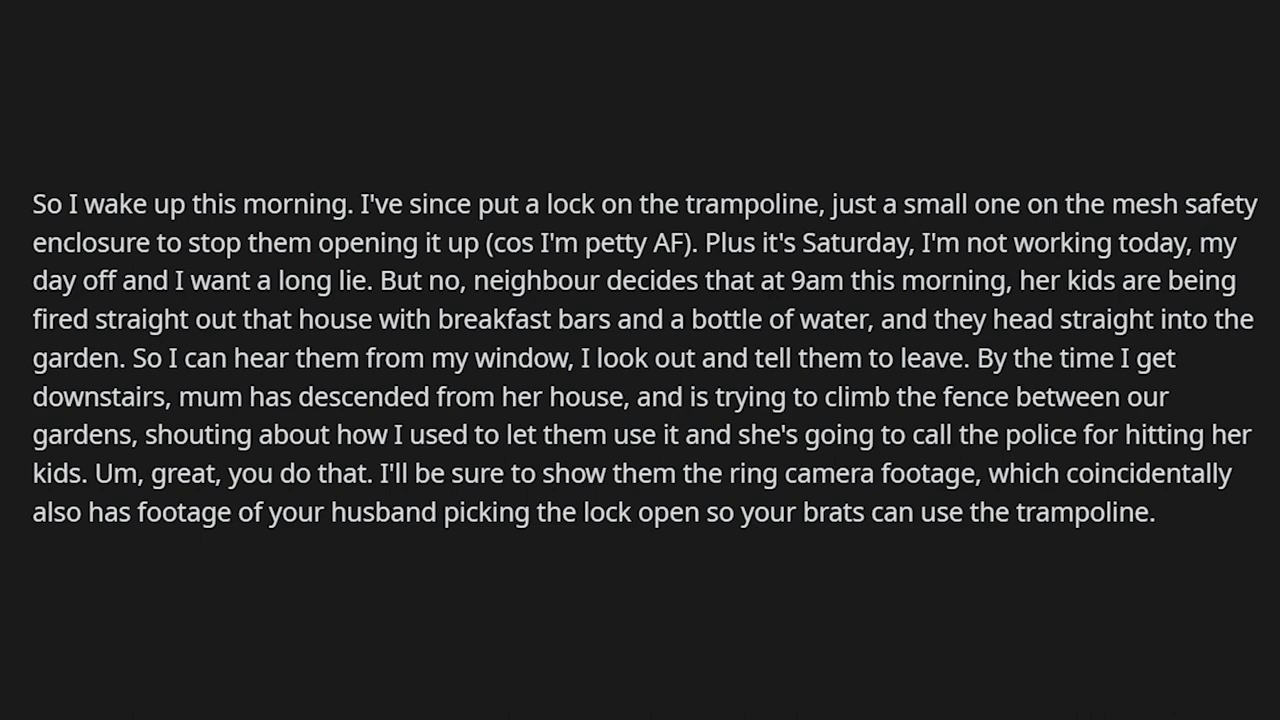 So I wake up this morning. I've since put a lock on the trampoline, just a small one on the mesh safety
enclosure to stop them opening it up (cos I'm petty AF). Plus it's Saturday, I'm not working today, my
day off and I want a long lie. But no, neighbour decides that at 9am this morning, her kids are being
fired straight out that house with breakfast bars and a bottle of water, and they head straight into the
garden. So I can hear them from my window, I look out and tell them to leave. By the time I get
downstairs, mum has descended from her house, and is trying to climb the fence between our
gardens, shouting about how I used to let them use it and she's going to call the police for hitting her
kids. Um, great, you do that. I'll be sure to show them the ring camera footage, which coincidentally
also has footage of your husband picking the lock open so your brats can use the trampoline.